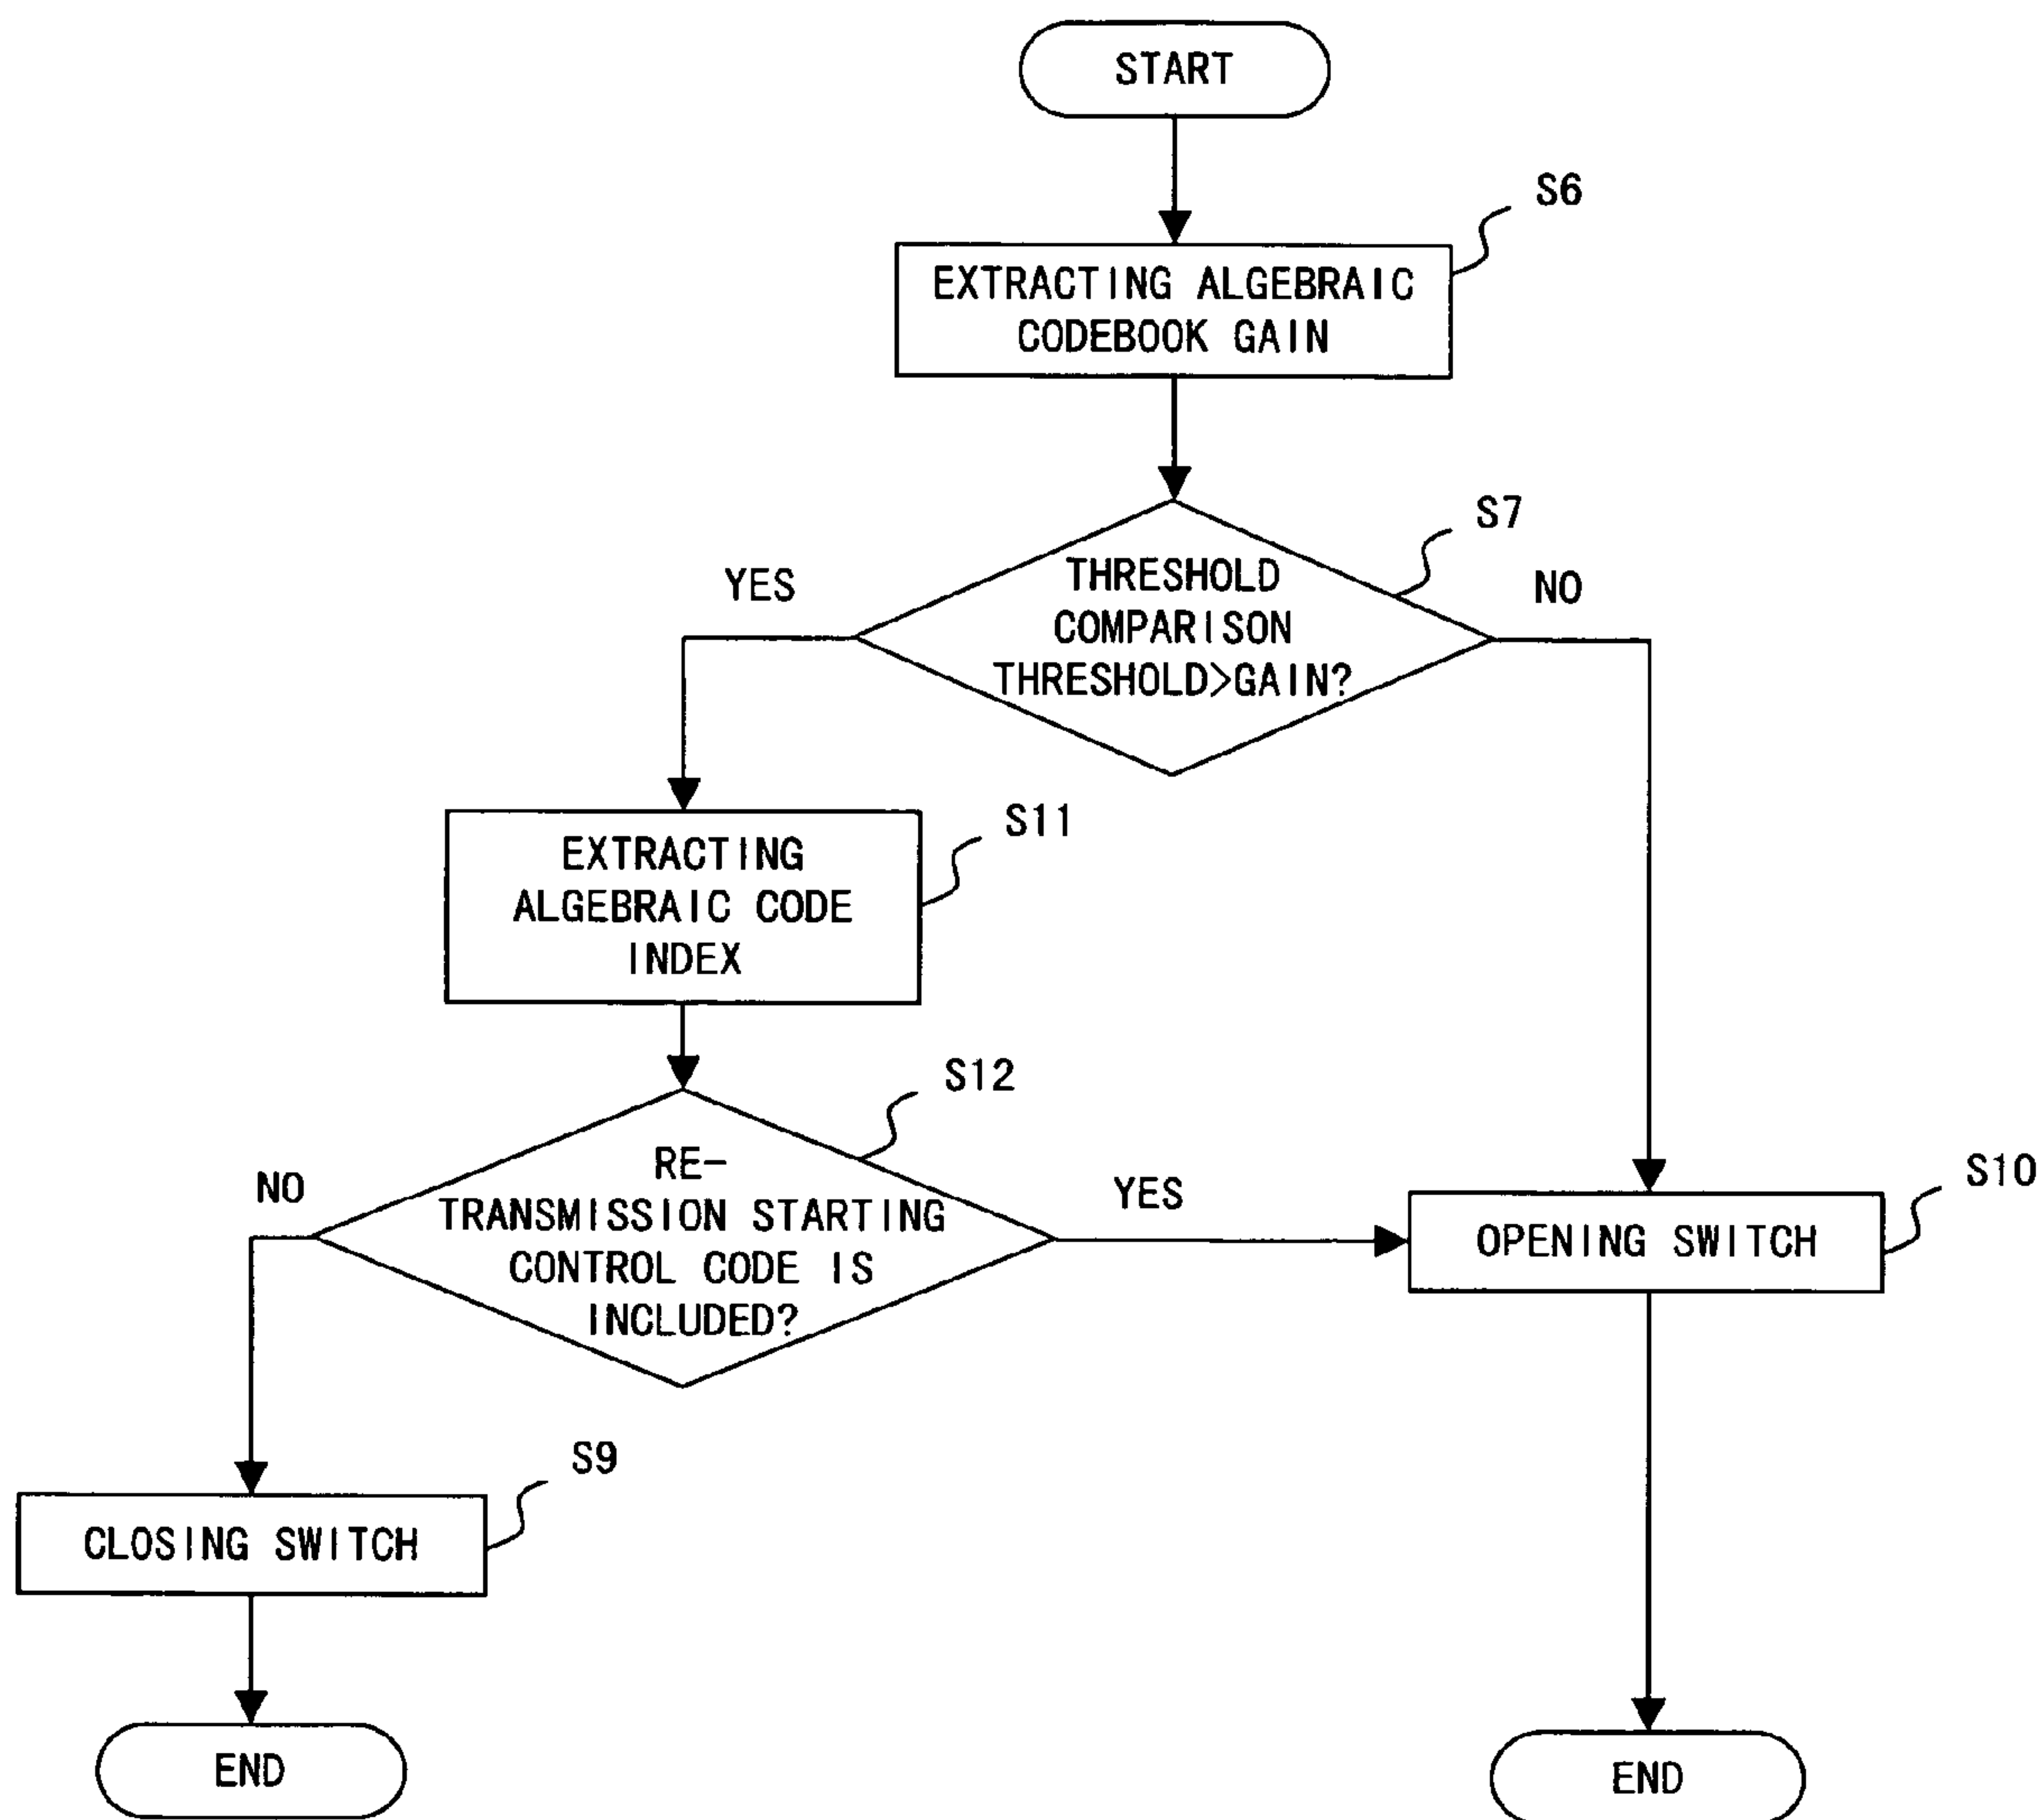 START
S6
EXTRACTING ALGEBRAIC
CODEBOOK GAIN
S7
THRESHOLD
COMPARISON
THRESHOLD>GAIN?
YES
NO
S11
EXTRACTING
ALGEBRAIC CODE
INDEX
S12
RE-
TRANSMISSION STARTING
CONTROL CODE IS
INCLUDED?
NO
YES
S10
OPENING SWITCH
S9
CLOSING SWITCH
END
END